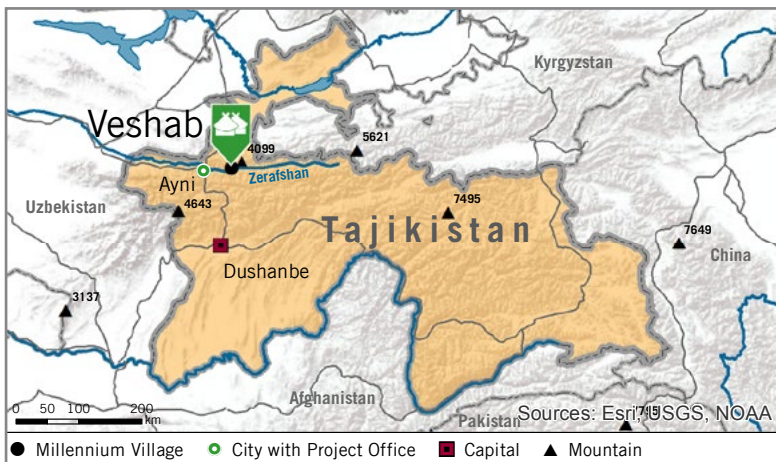 Kyrgyzstan
Veshab
5621
4099
Zerafshan
Ayni
Uzbekistan
4643
7495
Tajikistan
7649
China
Dushanbe
3137
Afghanistan
0 50 100 200
km
Pakistan
Sources: Esri, USGS, NOAA
Millennium Village City with Project Office Capital Mountain